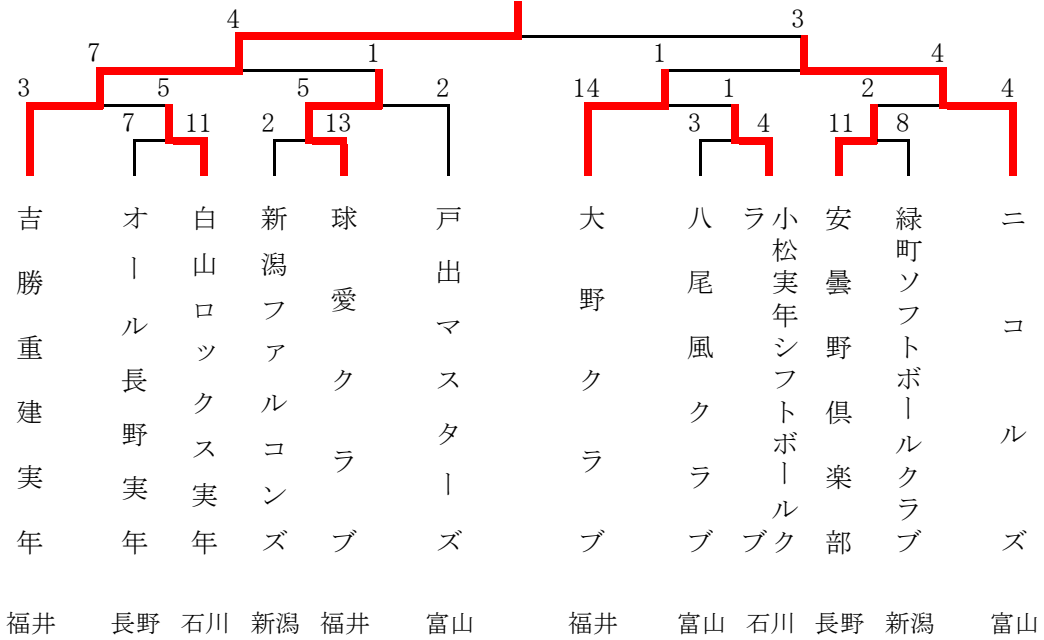 4 3
7 1 1 4
3 5 5 2 14 1 2 4
7 11 2 13 3 4 11 8
吉勝重建実年
オール長野実年
白山ロックス実年
新潟ファルコンズ
球愛クラブ
戸出マスターズ
大野クラブ
八尾風クラブ
小松実年シフトボールク
ラブ
安曇野倶楽部
緑町ソフトボールクラブ
ニコルズ
福井 長野 石川 新潟 福井 富山 福井 富山 石川 長野 新潟 富山